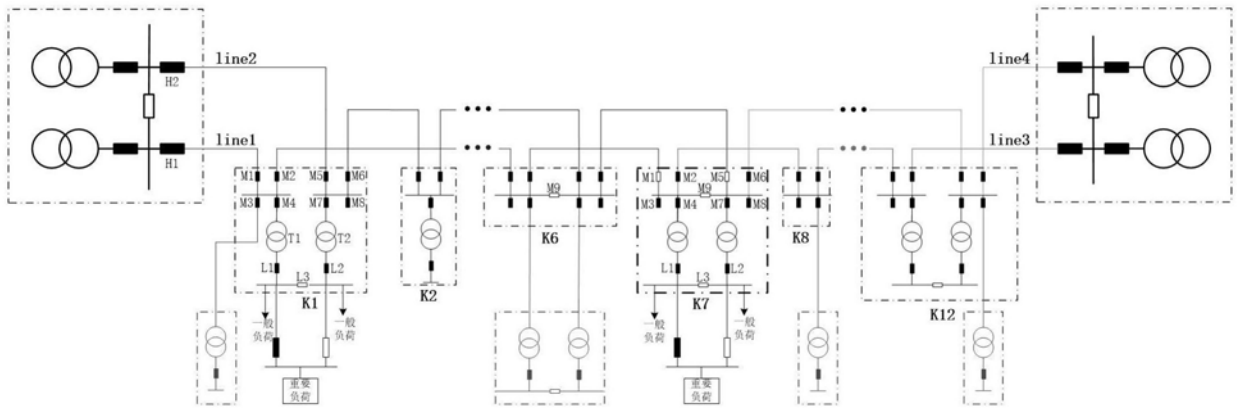 line2
line4
H2
line1
line3
H1
M1 M2 M5 M6
M9
M1 M2 M5 M6
M9
M3 M4 M7 M8
M3 M4 M7 M8
K6
K8
T1 T2
L1 L2
L3
K1
K2
L1 L2
L3
K7
K12
一般
负荷
一般
负荷
一般
负荷
一般
负荷
重要
负荷
重要
负荷